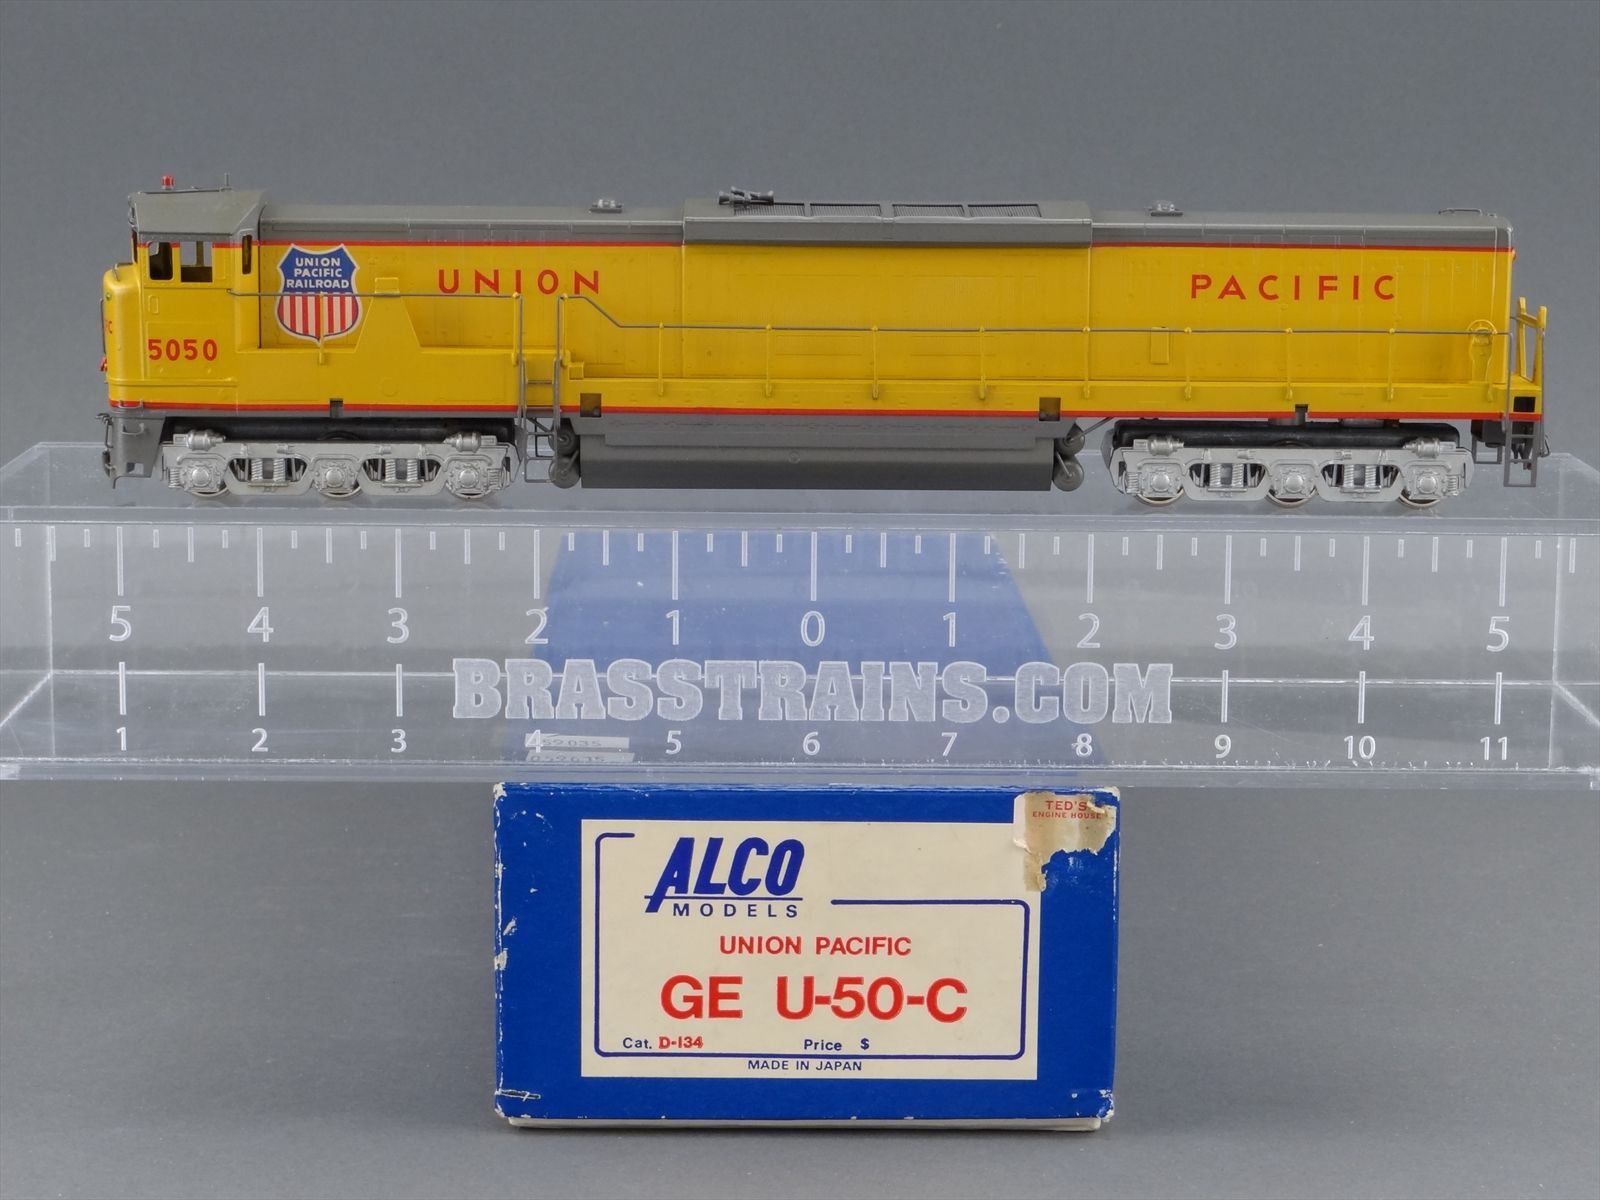 UNION
PACIFIC
RAILROAD
UNION
PACIFIC
5050
5 4 3 2 1 0 1 2 3 4 5
BRASSTRAINS.COM
1 2 3 4 5 6 7 8 9 10 11
052035
TED'S
ENGINE HOUSE
ALCO
MODELS
UNION PACIFIC
GE U-50-C
Cat. D-134 Price $
MADE IN JAPAN